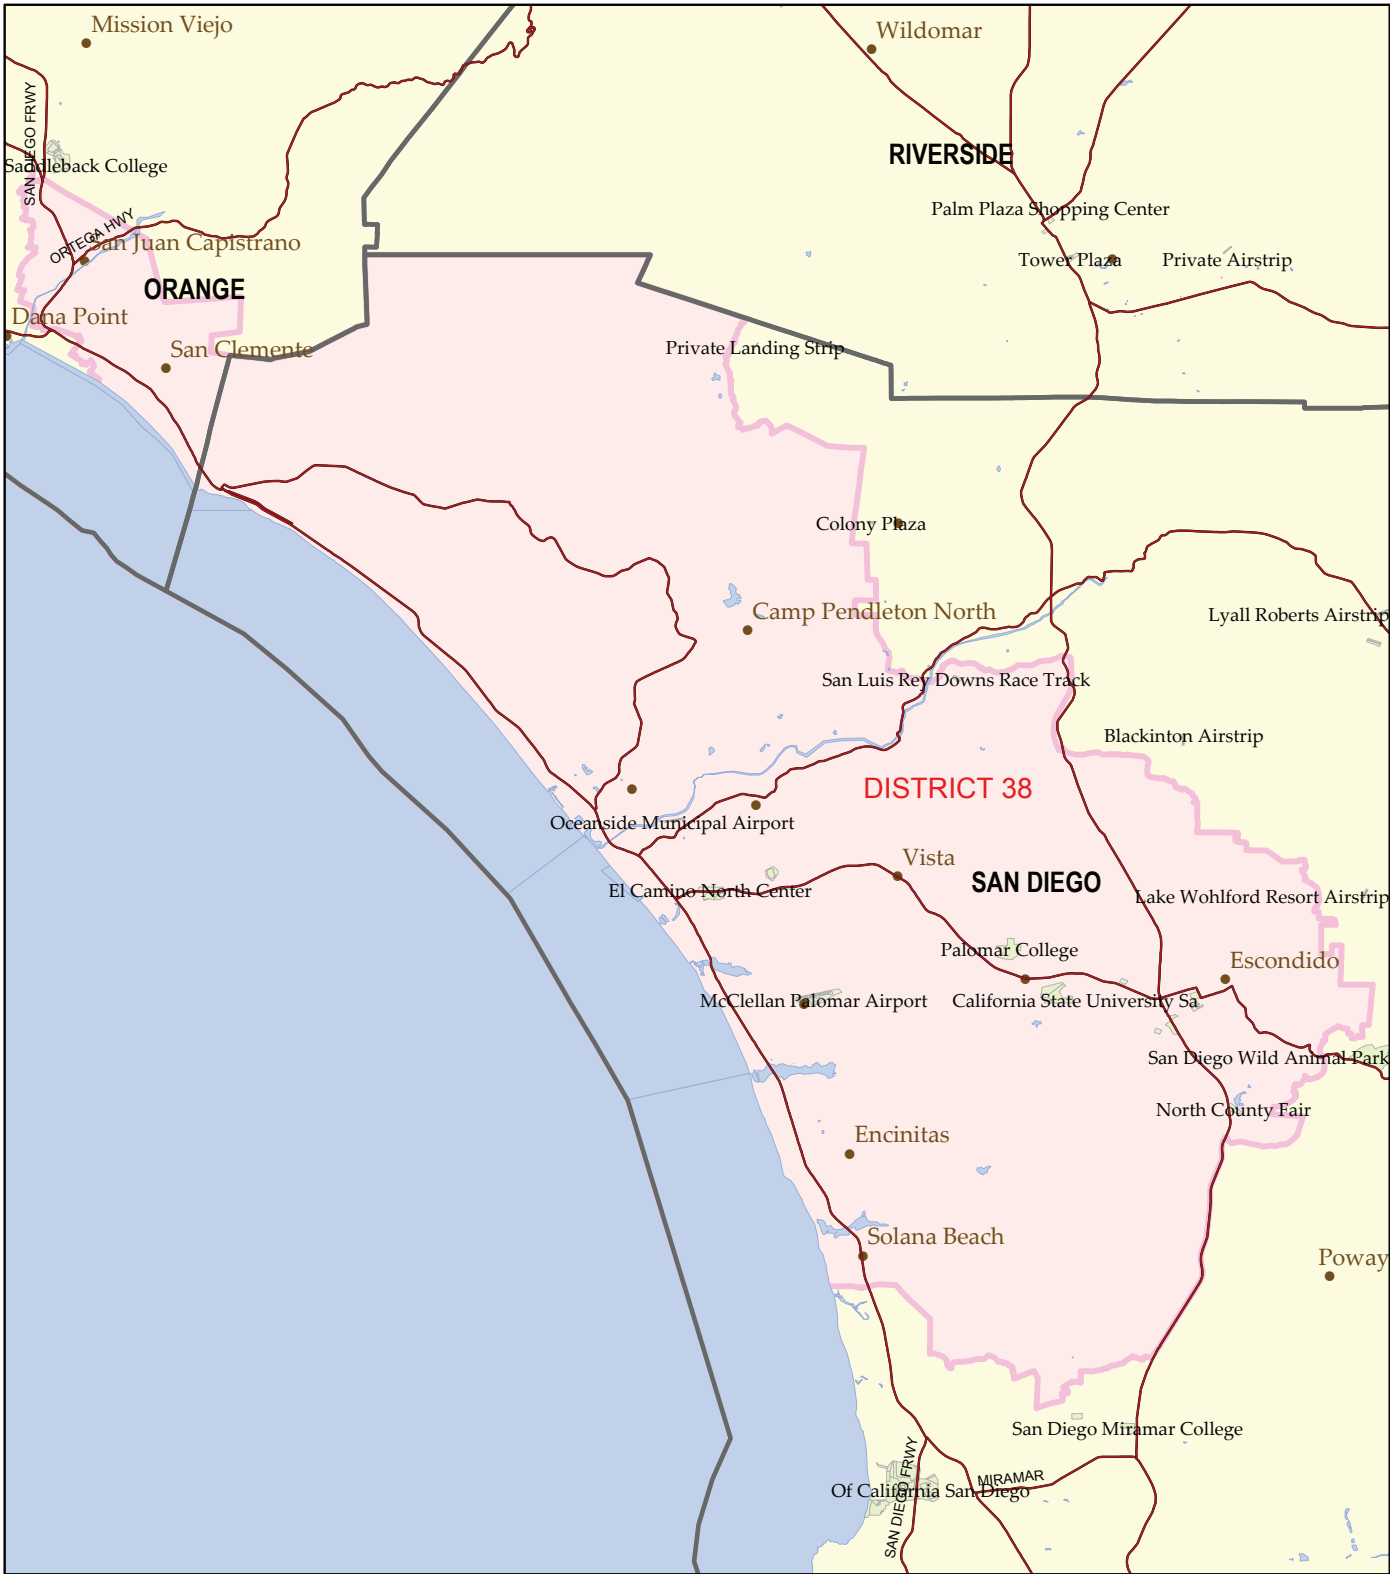 Mission Viejo
Wildomar
SAN DIEGO FRWY
RIVERSIDE
Saddleback College
Palm Plaza Shopping Center
ORTEGA HWY
San Juan Capistrano
Tower Plaza
Private Airstrip
ORANGE
Dana Point
San Clemente
Private Landing Strip
Colony Plaza
Camp Pendleton North
Lyall Roberts Airstrip
San Luis Rey Downs Race Track
Blackinton Airstrip
DISTRICT 38
Oceanside Municipal Airport
Vista
SAN DIEGO
El Camino North Center
Lake Wohlford Resort Airstrip
Palomar College
Escondido
McClellan Palomar Airport
California State University Sa
San Diego Wild Animal Park
North County Fair
Encinitas
Solana Beach
Poway
San Diego Miramar College
MIRAMAR
Of California San Diego
SAN DIEGO FRWY